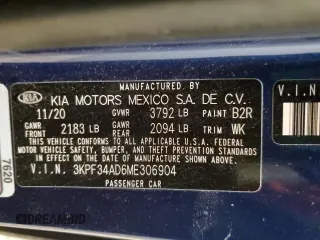 MANUFACTURED BY
KIA KIA MOTORS MEXICO S.A. DE C.V.
11/20 GVWR 3792 LB PAINT B2R
GAWR FRONT 2183 LB GAWR REAR 2094 LB TRIM WK
THIS VEHICLE CONFORMS TO ALL APPLICABLE
FEDERAL MOTOR VEHICLE SAFETY, BUMPER, AND
THEFT PREVENTION STANDARDS IN EFFECT ON
THE DATE OF MANUFACTURE SHOWN ABOVE.
V.I.N. 3KPF34AD6ME306904
PASSENGER CAR
7620
V.I.N
DREAMBID